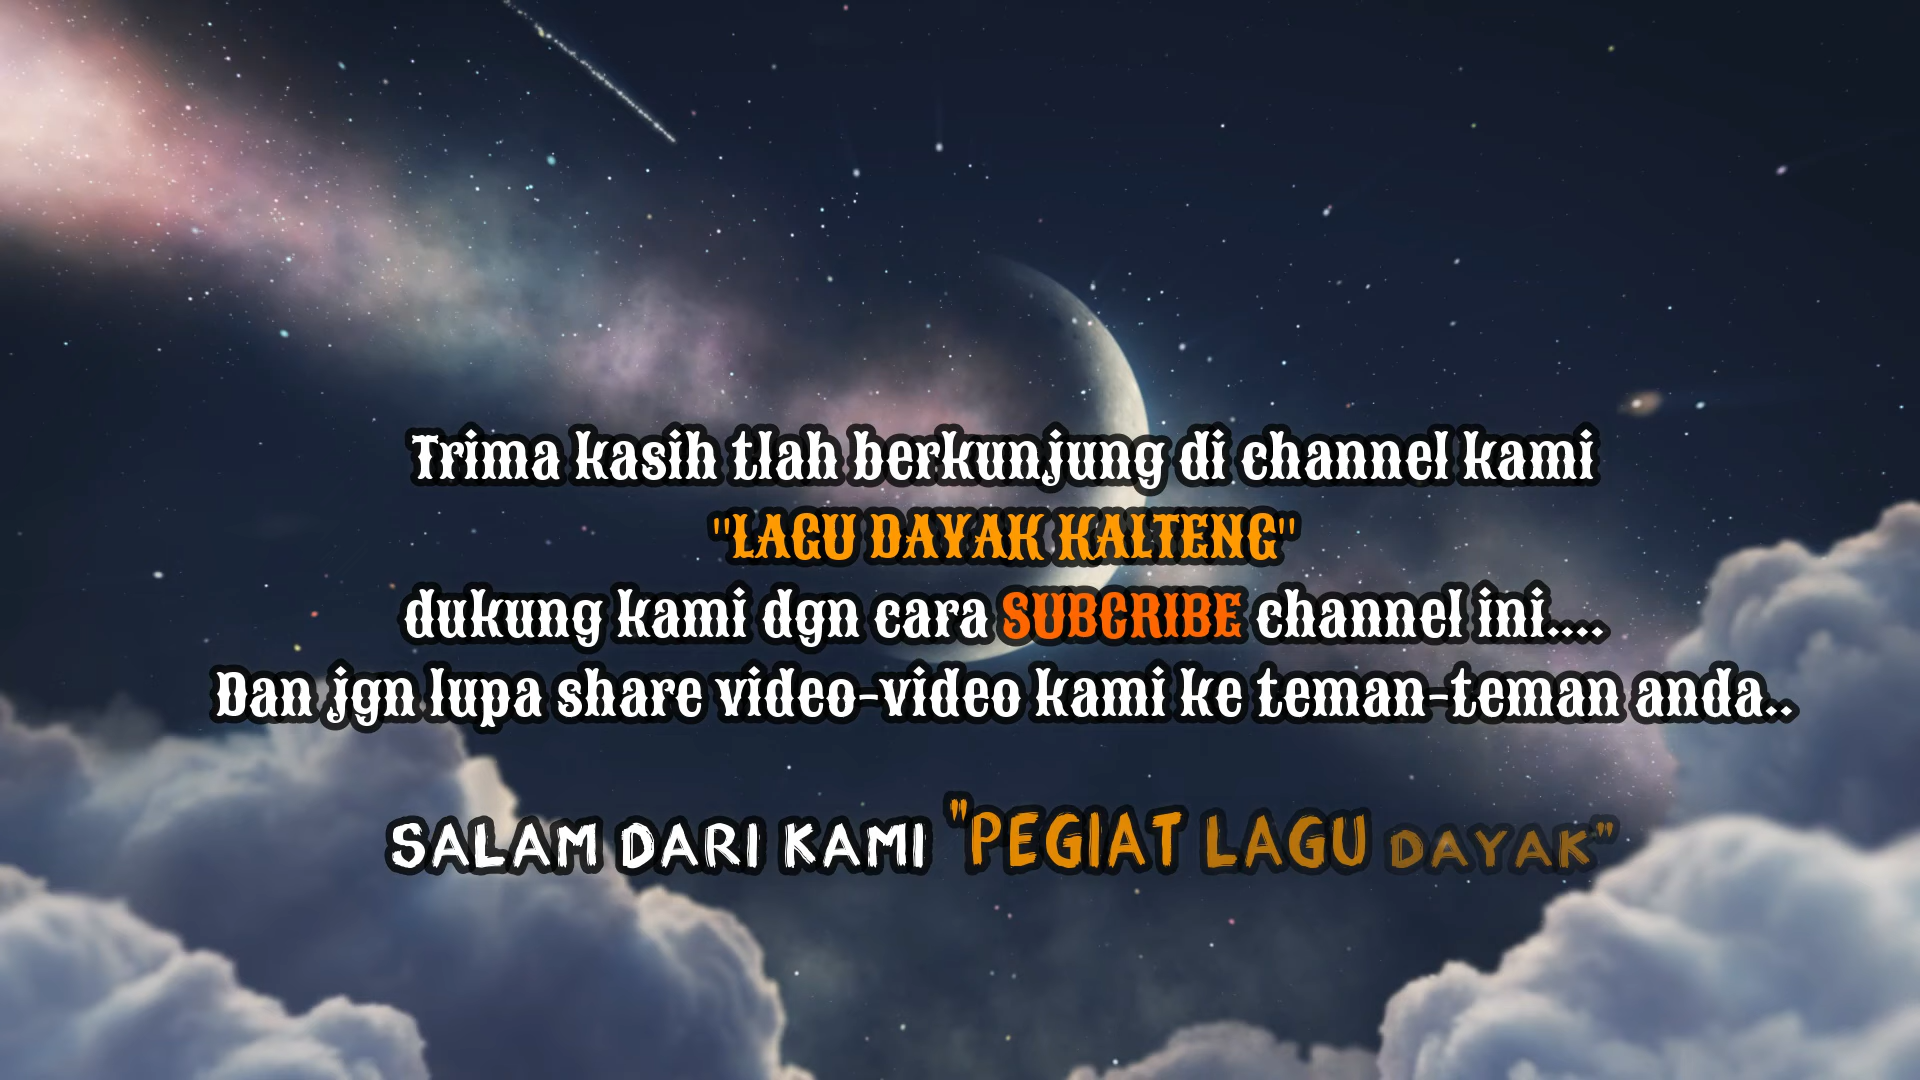 Trima kasih tlah berkunjung di channel kami
"LAGU DAYAK KALTENG"
dukung kami dgn cara SUBCRIBE channel ini....
Dan jgn lupa share video-video kami ke teman-teman anda..
SALAM DARI KAMI "PEGIAT LAGU DAYAK"